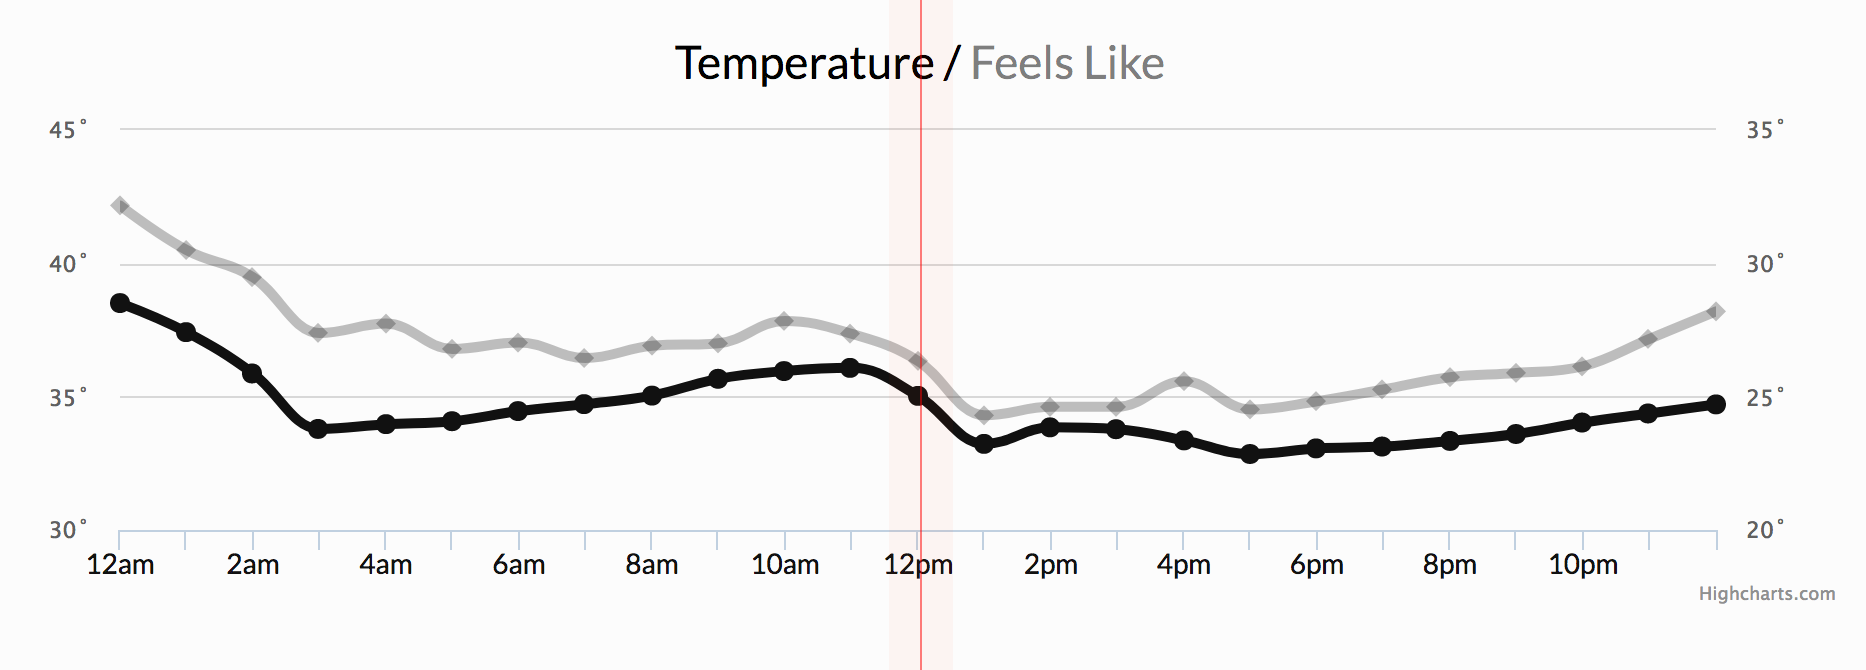 Temperature / Feels Like
45° 35°
40° 30°
35° 25°
30° 20°
12am 2am 4am 6am 8am 10am 12pm 2pm 4pm 6pm 8pm 10pm
Highcharts.com